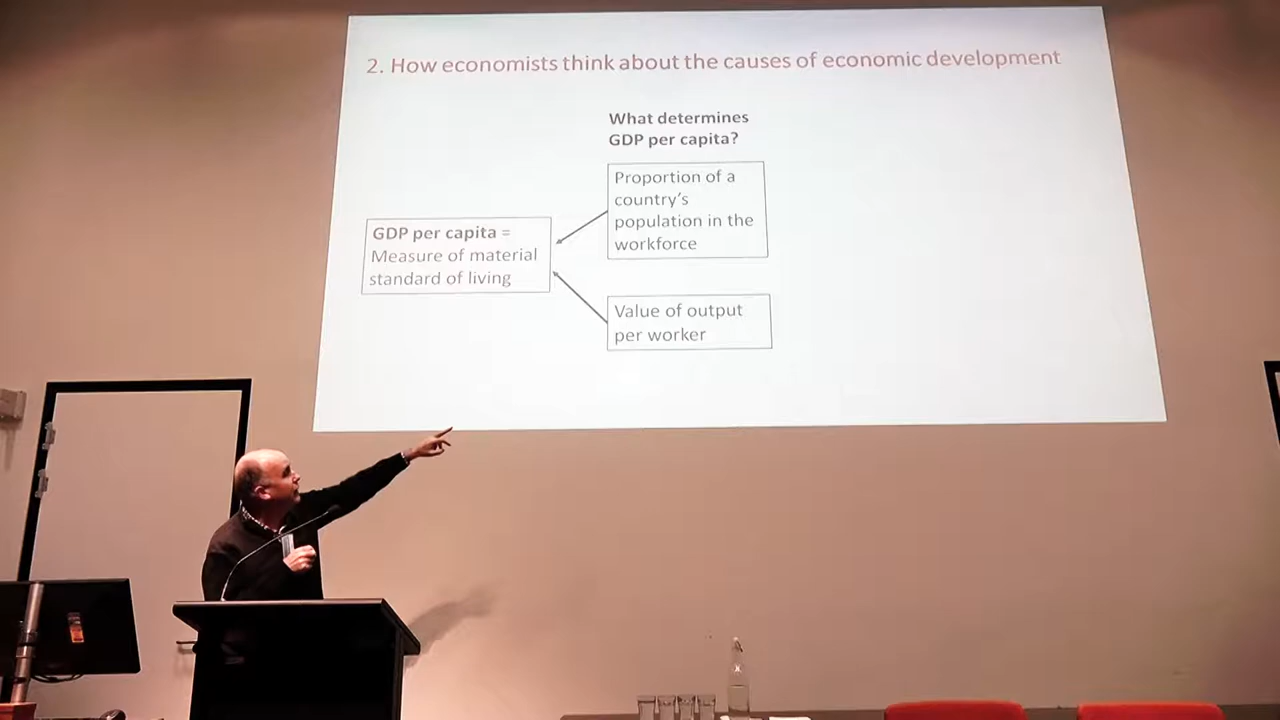 2. How economists think about the causes of economic development
What determines
GDP per capita?
Proportion of a
country's
population in the
workforce
GDP per capita =
Measure of material
standard of living
Value of output
per worker